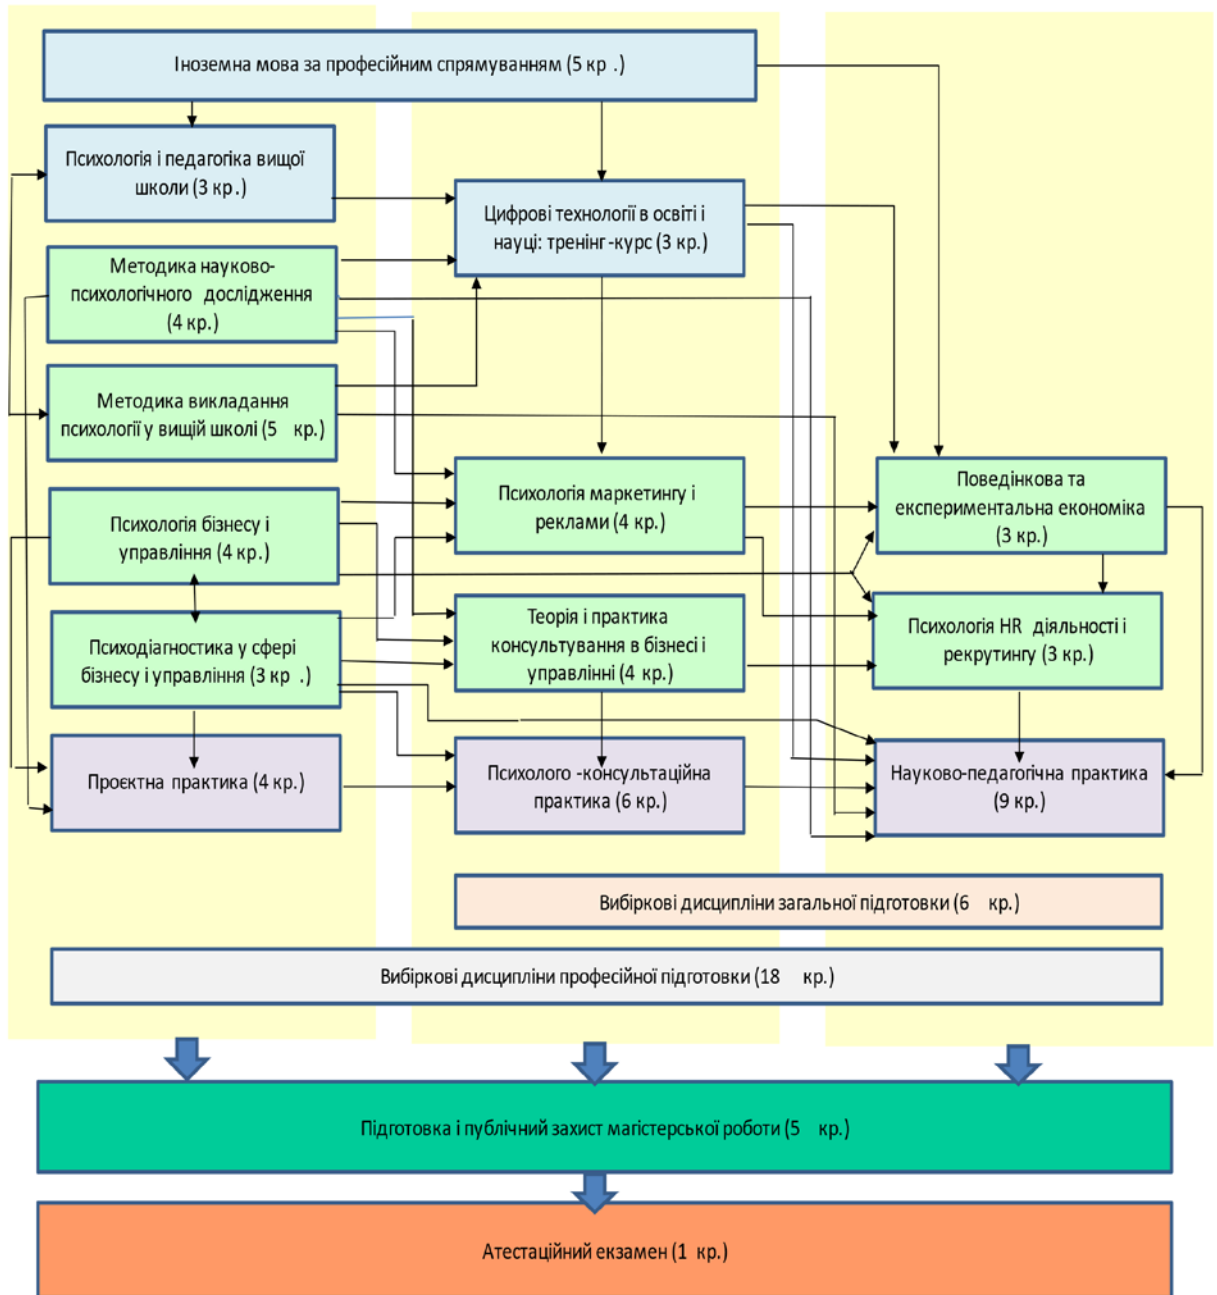 Іноземна мова за професійним спрямуванням (5 кр .)
Психологія і педагогіка вищої
школи (3 кр.)
Цифрові технології в освіті і
науці: тренінг-курс (3 кр.)
Методика науково-
психологічного дослідження
(4 кр.)
Методика викладання
психології у вищій школі (5 кр.)
Психологія маркетингу і
реклами (4 кр.)
Поведінкова та
експериментальна економіка
(3 кр.)
Психологія бізнесу і
управління (4 кр.)
Психодіагностика у сфері
бізнесу і управління (3 кр .)
Теорія і практика
консультування в бізнесі і
управлінні (4 кр.)
Психологія HR діяльності і
рекрутингу (3 кр.)
Проєктна практика (4 кр.)
Психолого -консультаційна
практика (6 кр.)
Науково-педагогічна практика
(9 кр.)
Вибіркові дисципліни загальної підготовки (6 кр.)
Вибіркові дисципліни професійної підготовки (18 кр.)
Підготовка і публічний захист магістерської роботи (5 кр.)
Атестаційний екзамен (1 кр.)